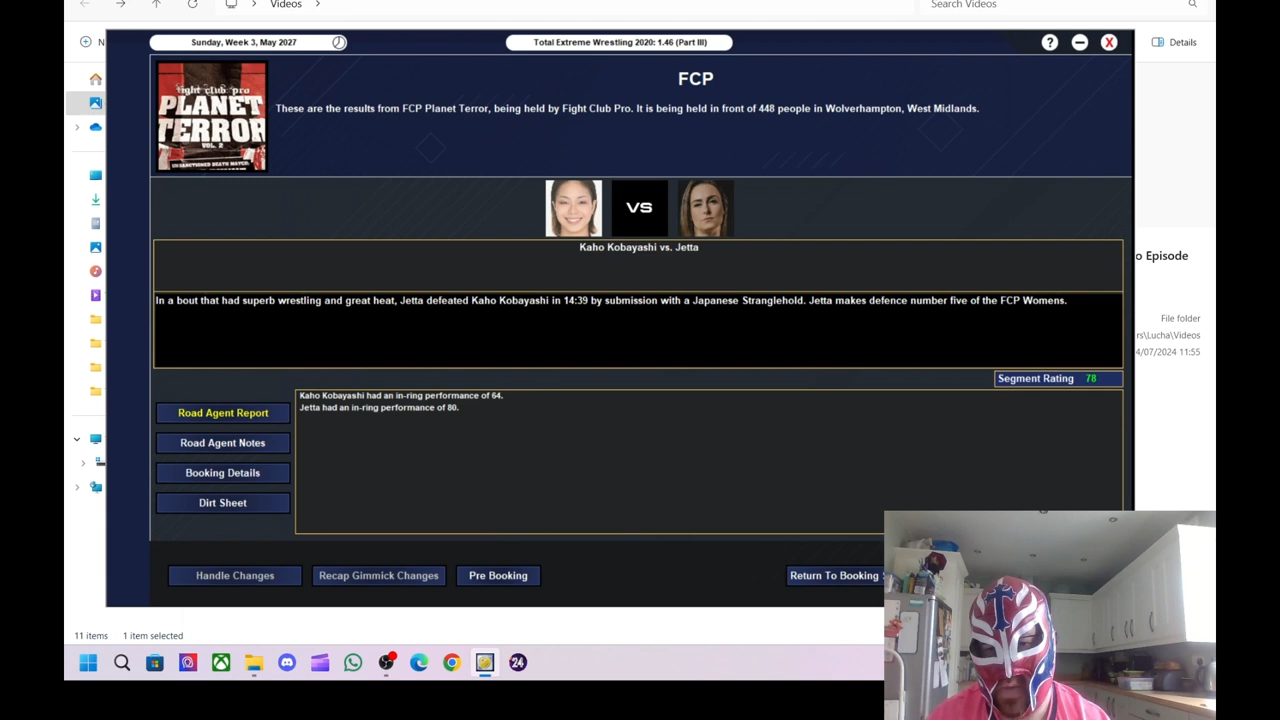 Videos
Search Videos
N
Sunday, Week 3, May 2027
Total Extreme Wrestling 2020: 1.46 (Part III)
?
X
Details
FCP
fight club pro
PLANET
TERROR
VOL. 2
These are the results from FCP Planet Terror, being held by Fight Club Pro. It is being held in front of 448 people in Wolverhampton, West Midlands.
VS
Kaho Kobayashi vs. Jetta
o Episode
In a bout that had superb wrestling and great heat, Jetta defeated Kaho Kobayashi in 14:39 by submission with a Japanese Stranglehold. Jetta makes defence number five of the FCP Womens.
File folder
rs\Lucha\Videos
4/07/2024 11:55
Segment Rating 78
Road Agent Report
Kaho Kobayashi had an in-ring performance of 64.
Jetta had an in-ring performance of 80.
Road Agent Notes
Booking Details
Dirt Sheet
Handle Changes
Recap Gimmick Changes
Pre Booking
Return To Booking
11 items
1 item selected
24